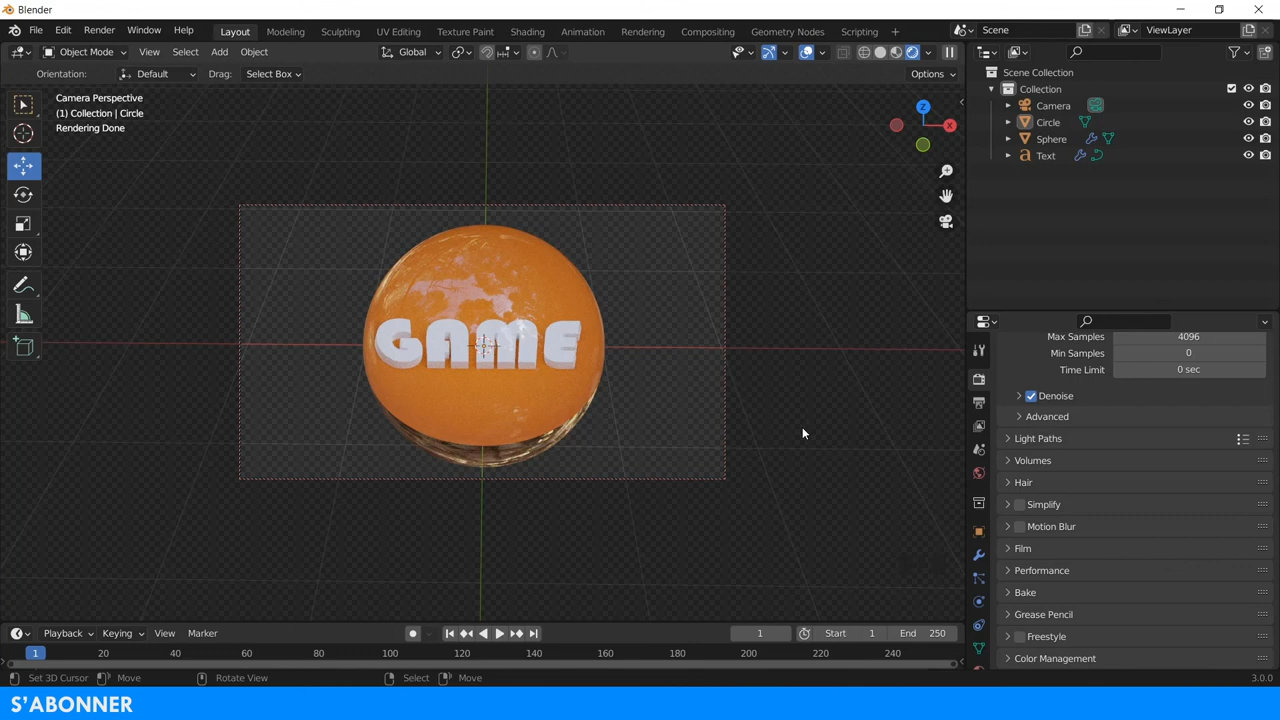 Blender
File Edit Render Window Help Layout Modeling Sculpting UV Editing Texture Paint Shading Animation Rendering Compositing Geometry Nodes Scripting Scene ViewLayer
Object Mode View Select Add Object Global
Orientation: Default Drag: Select Box Options
Camera Perspective
(1) Collection | Circle
Rendering Done
GAME
X
Z
Scene Collection
Collection
Camera
Circle
Sphere
Text
Max Samples 4096
Min Samples 0
Time Limit 0 sec
Denoise
Advanced
Light Paths
Volumes
Hair
Simplify
Motion Blur
Film
Performance
Bake
Grease Pencil
Freestyle
Color Management
Playback Keying View Marker 1 Start 1 End 250
1 20 40 60 80 100 120 140 160 180 200 220 240
Set 3D Cursor Move Rotate View Select Move 3.0.0
S'ABONNER